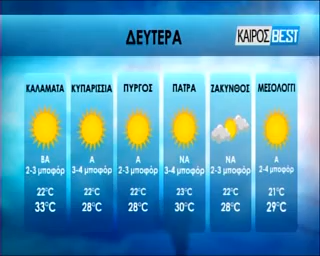 ΔΕΥΤΕΡΑ
ΚΑΙΡΟΣ BEST
ΚΑΛΑΜΑΤΑ ΚΥΠΑΡΙΣΣΙΑ ΠΥΡΓΟΣ ΠΑΤΡΑ ΖΑΚΥΝΘΟΣ ΜΕΣΟΛΟΓΓΙ
ΒΑ Α Α ΝΑ ΝΑ Α
2-3 μποφόρ 3-4 μποφόρ 2-3 μποφόρ 3-4 μποφόρ 2-3 μποφόρ 2-4 μποφόρ
22°C 22°C 22°C 23°C 22°C 21°C
33°C 28°C 28°C 30°C 28°C 29°C